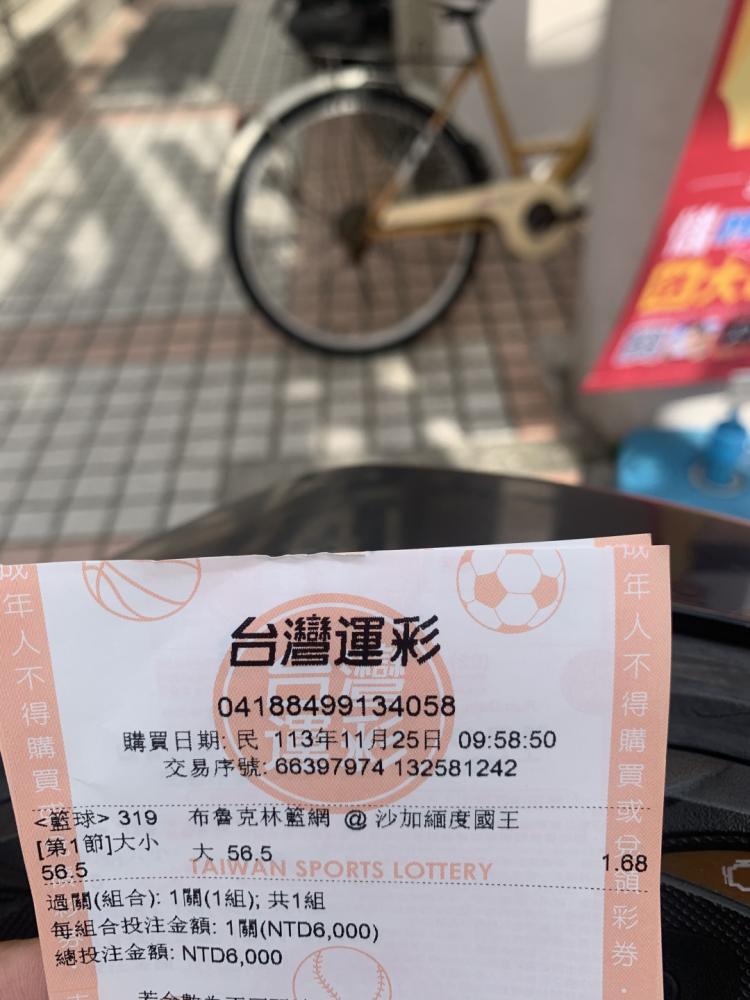 台灣運彩
04188499134058
購買日期: 民 113年11月25日 09:58:50
交易序號: 66397974 132581242
<籃球> 319 布魯克林籃網 @ 沙加緬度國王
[第1節]大小 大 56.5
56.5 1.68
TAIWAN SPORTS LOTTERY
過關(組合): 1關(1組); 共1組
每組合投注金額: 1關(NTD6,000)
總投注金額: NTD6,000
成年人不得購買
年人不得購買或兌領彩券.